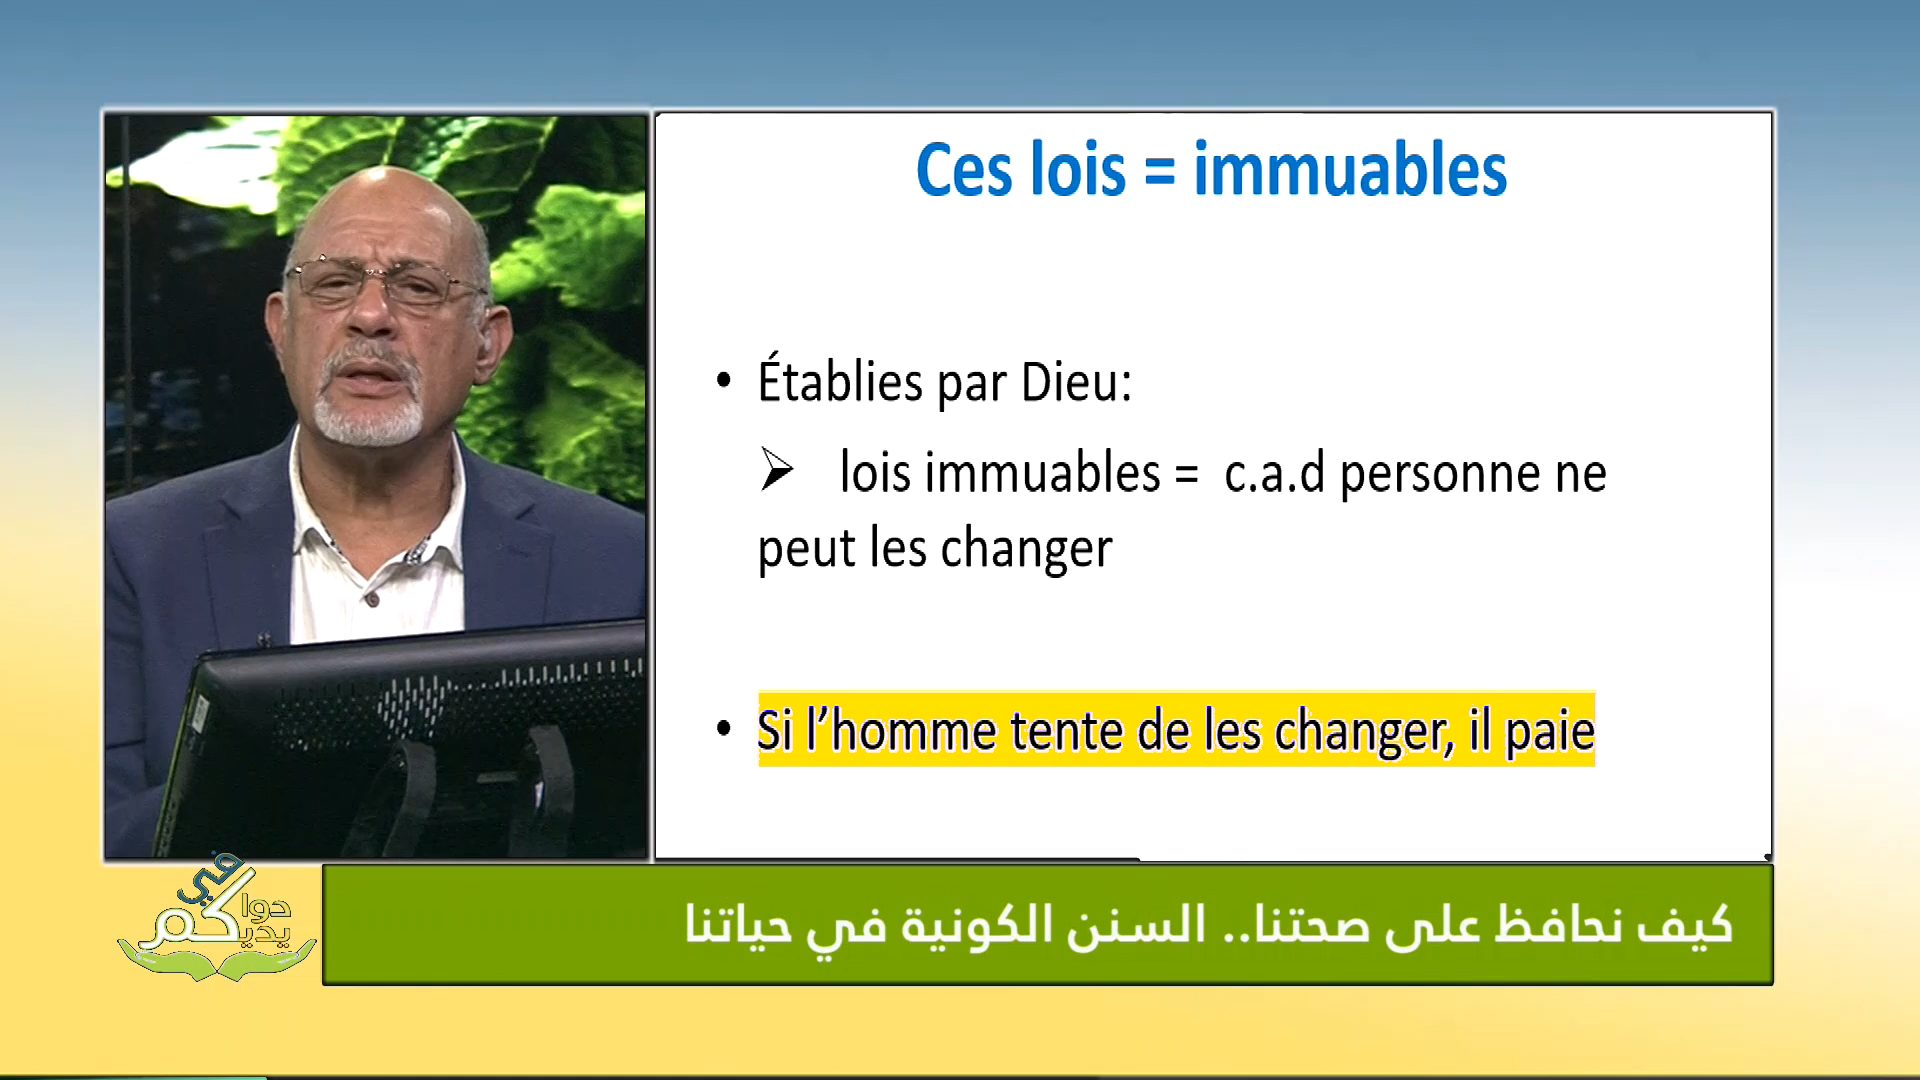 Ces lois = immuables
• Établies par Dieu:
➢ lois immuables = c.a.d personne ne
peut les changer
• Si l’homme tente de les changer, il paie
كيف نحافظ على صحتنا.. السنن الكونية في حياتنا
دواكم
في
يديكم